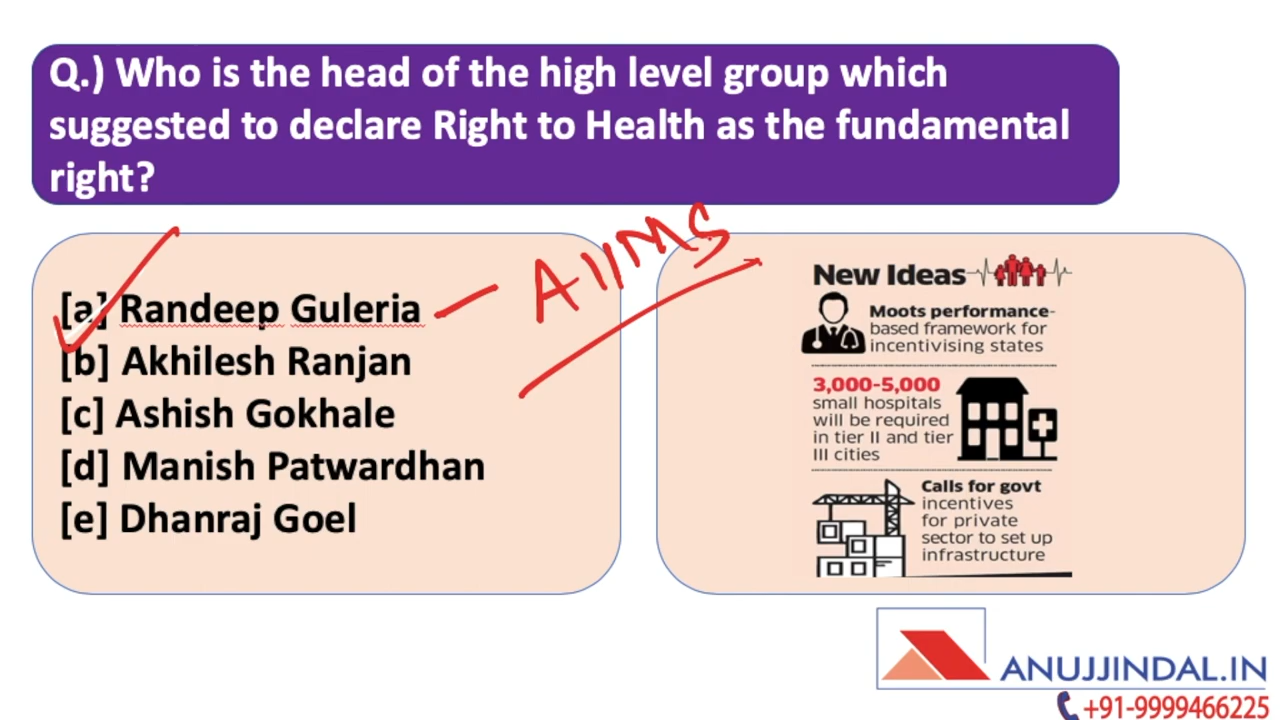 Q.) Who is the head of the high level group which
suggested to declare Right to Health as the fundamental
right?
[a] Randeep Guleria
AIIMS
[b] Akhilesh Ranjan
[c] Ashish Gokhale
[d] Manish Patwardhan
[e] Dhanraj Goel
New Ideas
Moots performance-
based framework for
incentivising states
3,000-5,000
small hospitals
will be required
in tier II and tier
III cities
Calls for govt
incentives
for private
sector to set up
infrastructure
ANUJJINDAL.IN
+91-9999466225